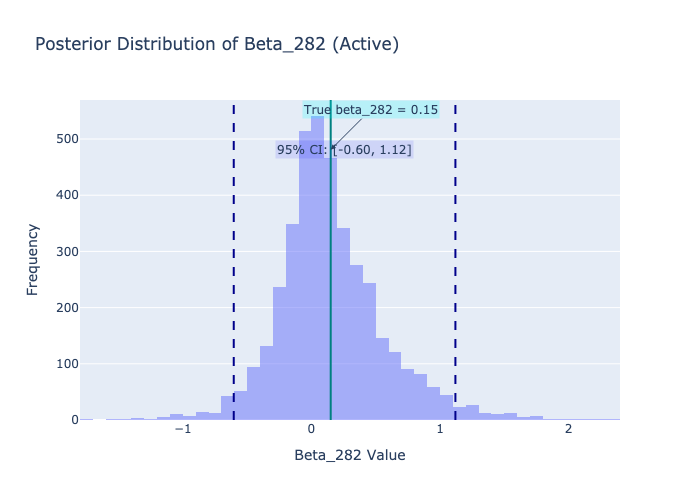 Posterior Distribution of Beta_282 (Active)
True beta_282 = 0.15
95% CI: [-0.60, 1.12]
500
400
300
200
100
0
Frequency
−1
0
1
2
Beta_282 Value